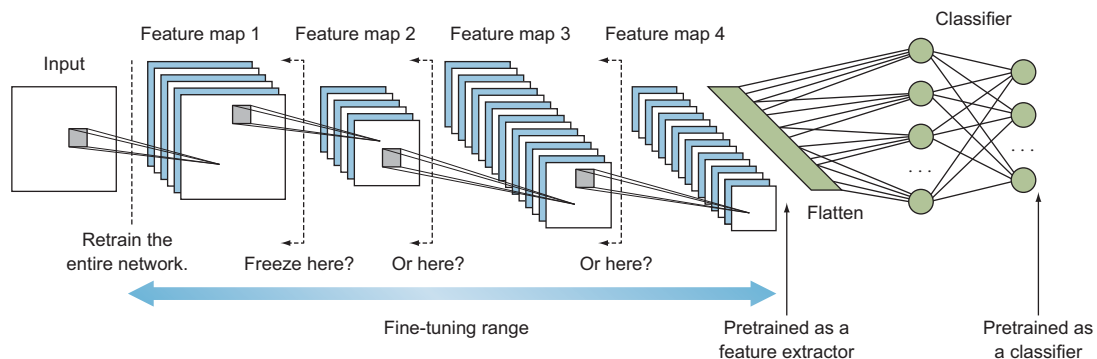 Classifier
Feature map 1
Feature map 2
Feature map 3
Feature map 4
Input
. . .
. . .
Flatten
Retrain the
entire network.
Freeze here?
Or here?
Or here?
Fine-tuning range
Pretrained as a
feature extractor
Pretrained as
a classifier